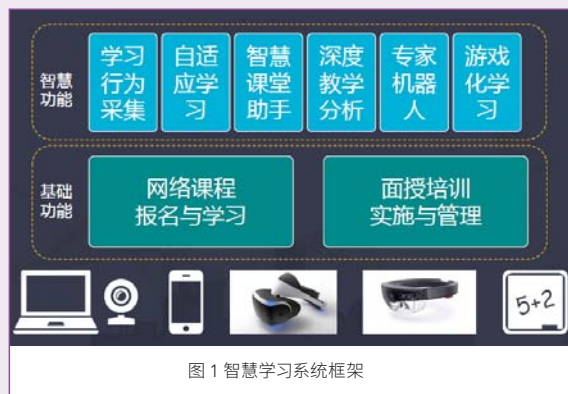 智慧
功能
学习
行为
采集
自适
应学
习
智慧
课堂
助手
深度
教学
分析
专家
机器
人
游戏
化学
习
基础
功能
网络课程
报名与学习
面授培训
实施与管理
5+2
图 1 智慧学习系统框架